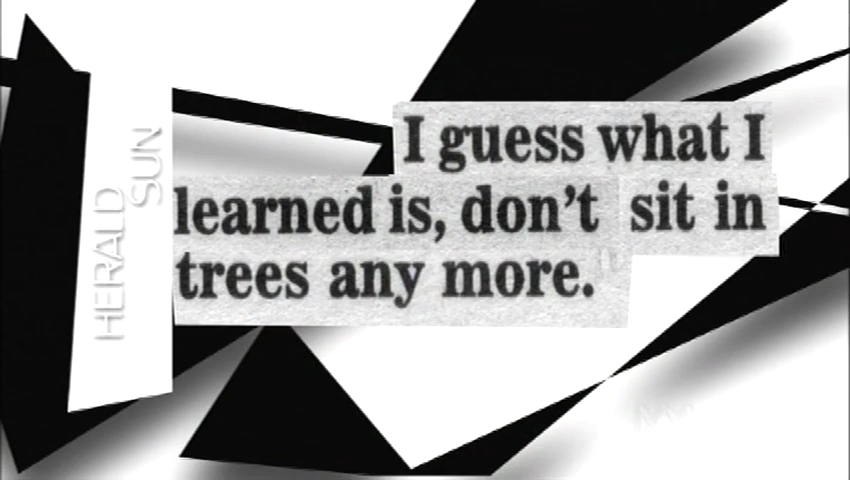 HERALD
SUN
I guess what I
learned is, don't sit in
trees any more.